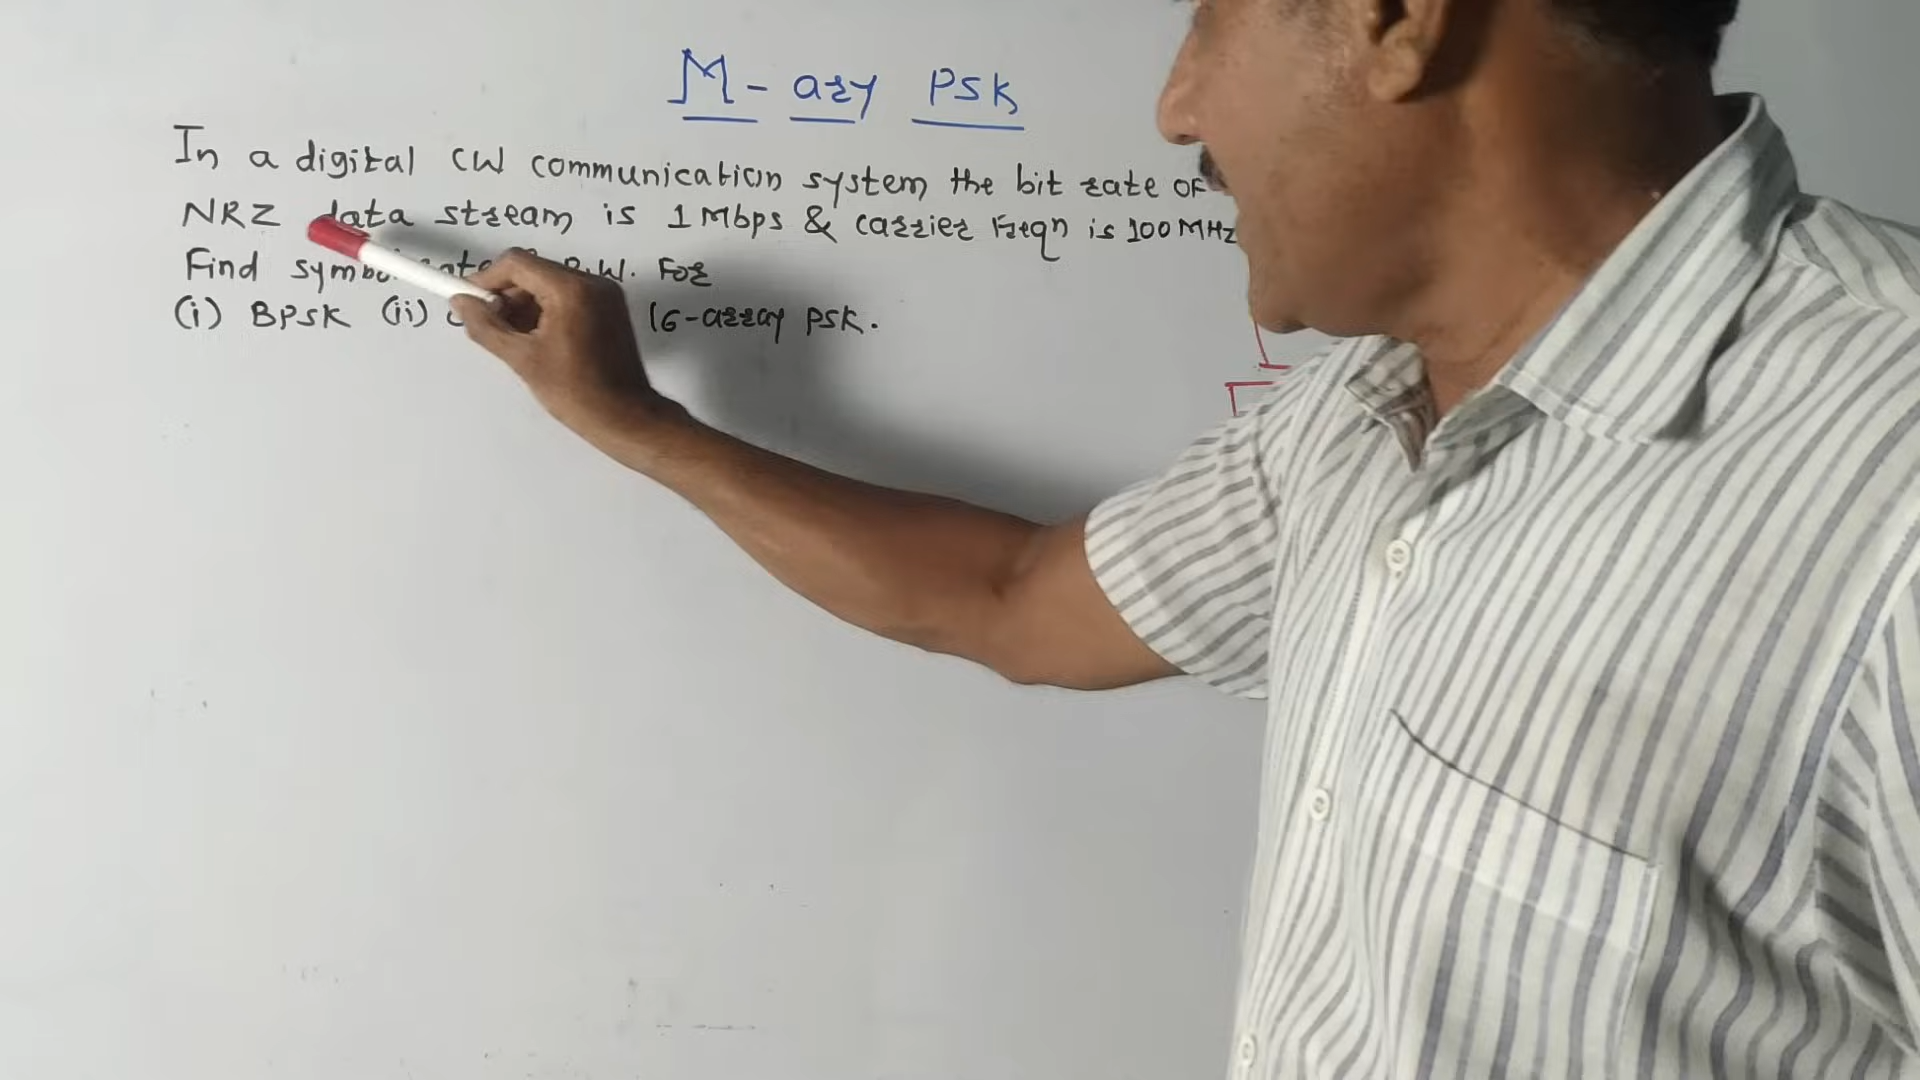 M-ary PSK
In a digital CW communication system the bit rate OF
NRZ data stream is 1 Mbps & carrier Freqn is 100 MHz
Find B.W. For
(i) BPSK (ii) 16-array PSK.